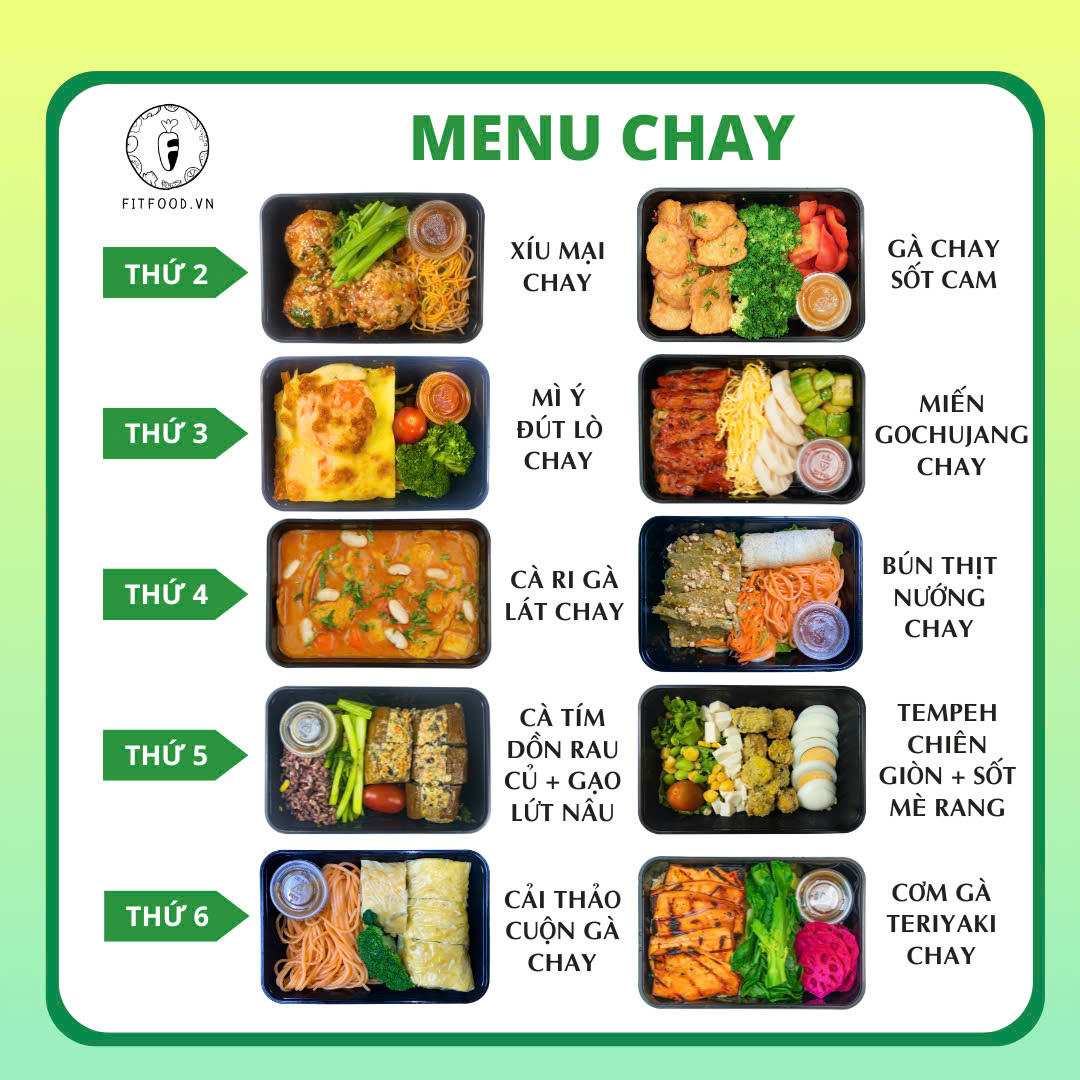 MENU CHAY
FITFOOD.VN
THỨ 2
XÍU MẠI
CHAY
GÀ CHAY
SỐT CAM
THỨ 3
MÌ Ý
ĐÚT LÒ
CHAY
MIẾN
GOCHUJANG
CHAY
THỨ 4
CÀ RI GÀ
LÁT CHAY
BÚN THỊT
NƯỚNG
CHAY
THỨ 5
CÀ TÍM
DỒN RAU
CỦ + GẠO
LỨT NÂU
TEMPEH
CHIÊN
GIÒN + SỐT
MÈ RANG
THỨ 6
CẢI THẢO
CUỘN GÀ
CHAY
CƠM GÀ
TERIYAKI
CHAY